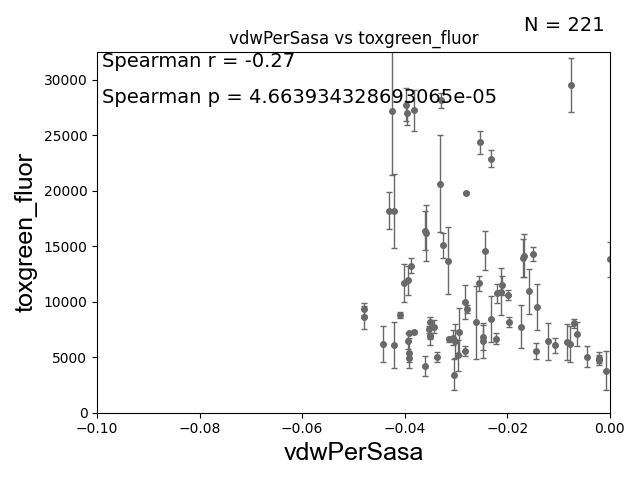 N = 221
vdwPerSasa vs toxgreen_fluor
Spearman r = -0.27
Spearman p = 4.663934328693065e-05
toxgreen_fluor
30000
25000
20000
15000
10000
5000
0
−0.10
−0.08
−0.06
−0.04
−0.02
0.00
vdwPerSasa